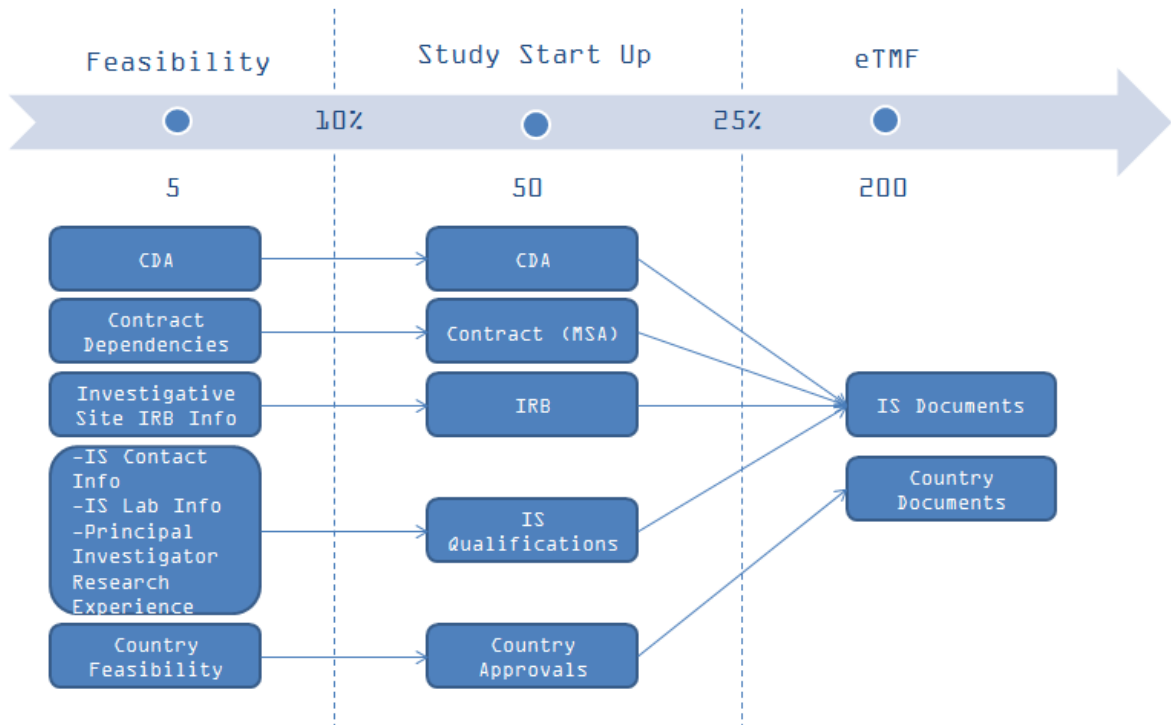 Feasibility
Study Start Up
eTMF
10%
25%
5
50
200
CDA
CDA
Contract
Dependencies
Contract (MSA)
Investigative
Site IRB Info
IRB
IS Documents
-IS Contact
Info
-IS Lab Info
-Principal
Investigator
Research
Experience
IS
Qualifications
Country
Documents
Country
Feasibility
Country
Approvals